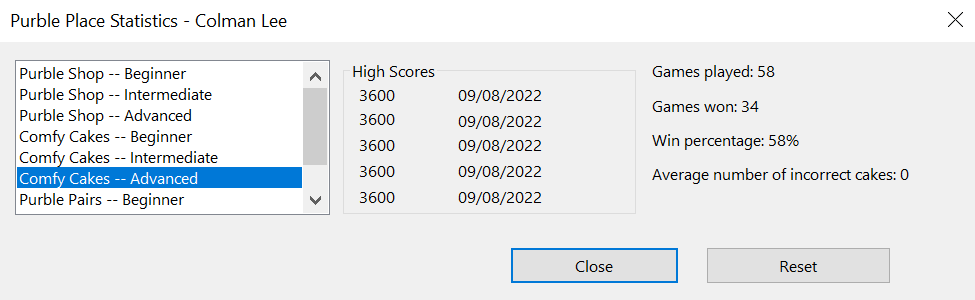 Purble Place Statistics - Colman Lee
Purble Shop -- Beginner
Purble Shop -- Intermediate
Purble Shop -- Advanced
Comfy Cakes -- Beginner
Comfy Cakes -- Intermediate
Comfy Cakes -- Advanced
Purble Pairs -- Beginner
High Scores
3600 09/08/2022
3600 09/08/2022
3600 09/08/2022
3600 09/08/2022
3600 09/08/2022
Games played: 58
Games won: 34
Win percentage: 58%
Average number of incorrect cakes: 0
Close
Reset